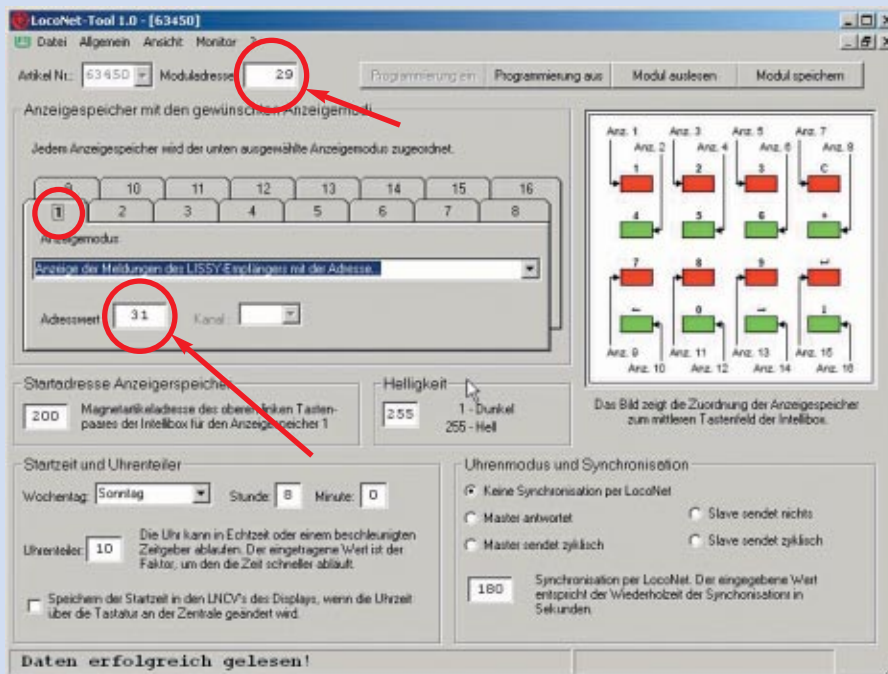 LocoNet-Tool 1.0 - [63450]
Datei Allgemein Ansicht Monitor ?
Artikel Nr.: 63450 Moduladresse 29 Programmierung ein Programmierung aus Modul auslesen Modul speichern
Anzeigespeicher mit den gewünschten Anzeigemodi
Jedem Anzeigespeicher wird der unten ausgewählte Anzeigemodus zugeordnet.
9 10 11 12 13 14 15 16
1 2 3 4 5 6 7 8
Anzeigemodus
Anzeige der Meldungen des LISSY-Empfängers mit der Adresse...
Adresswert 31 Kanal:
Anz. 1 Anz. 3 Anz. 5 Anz. 7
Anz. 2 Anz. 4 Anz. 6 Anz. 8
1 2 3 C
4 5 6 +
7 8 9
0
Anz. 9 Anz. 11 Anz. 13 Anz. 15
Anz. 10 Anz. 12 Anz. 14 Anz. 16
Das Bild zeigt die Zuordnung der Anzeigespeicher
zum mittleren Tastenfeld der Intellibox.
Startadresse Anzeigerspeicher
200 Magnetartikeladresse des oberen linken Tasten-
paares der Intellibox für den Anzeigespeicher 1
Helligkeit
255 1 - Dunkel
255 - Hell
Startzeit und Uhrenteiler
Wochentag: Sonntag Stunde: 8 Minute: 0
Uhrenteiler: 10 Die Uhr kann in Echtzeit oder einem beschleunigten
Zeitgeber ablaufen. Der eingetragene Wert ist der
Faktor, um den die Zeit schneller abläuft.
Speichern der Startzeit in den LNCV's des Displays, wenn die Uhrzeit
über die Tastatur an der Zentrale geändert wird.
Uhrenmodus und Synchronisation
Keine Synchronisation per LocoNet
Master antwortet Slave sendet nichts
Master sendet zyklisch Slave sendet zyklisch
180 Synchronisation per LocoNet. Der eingegebene Wert
entspricht der Wiederholzeit der Synchonisations in
Sekunden.
Daten erfolgreich gelesen!